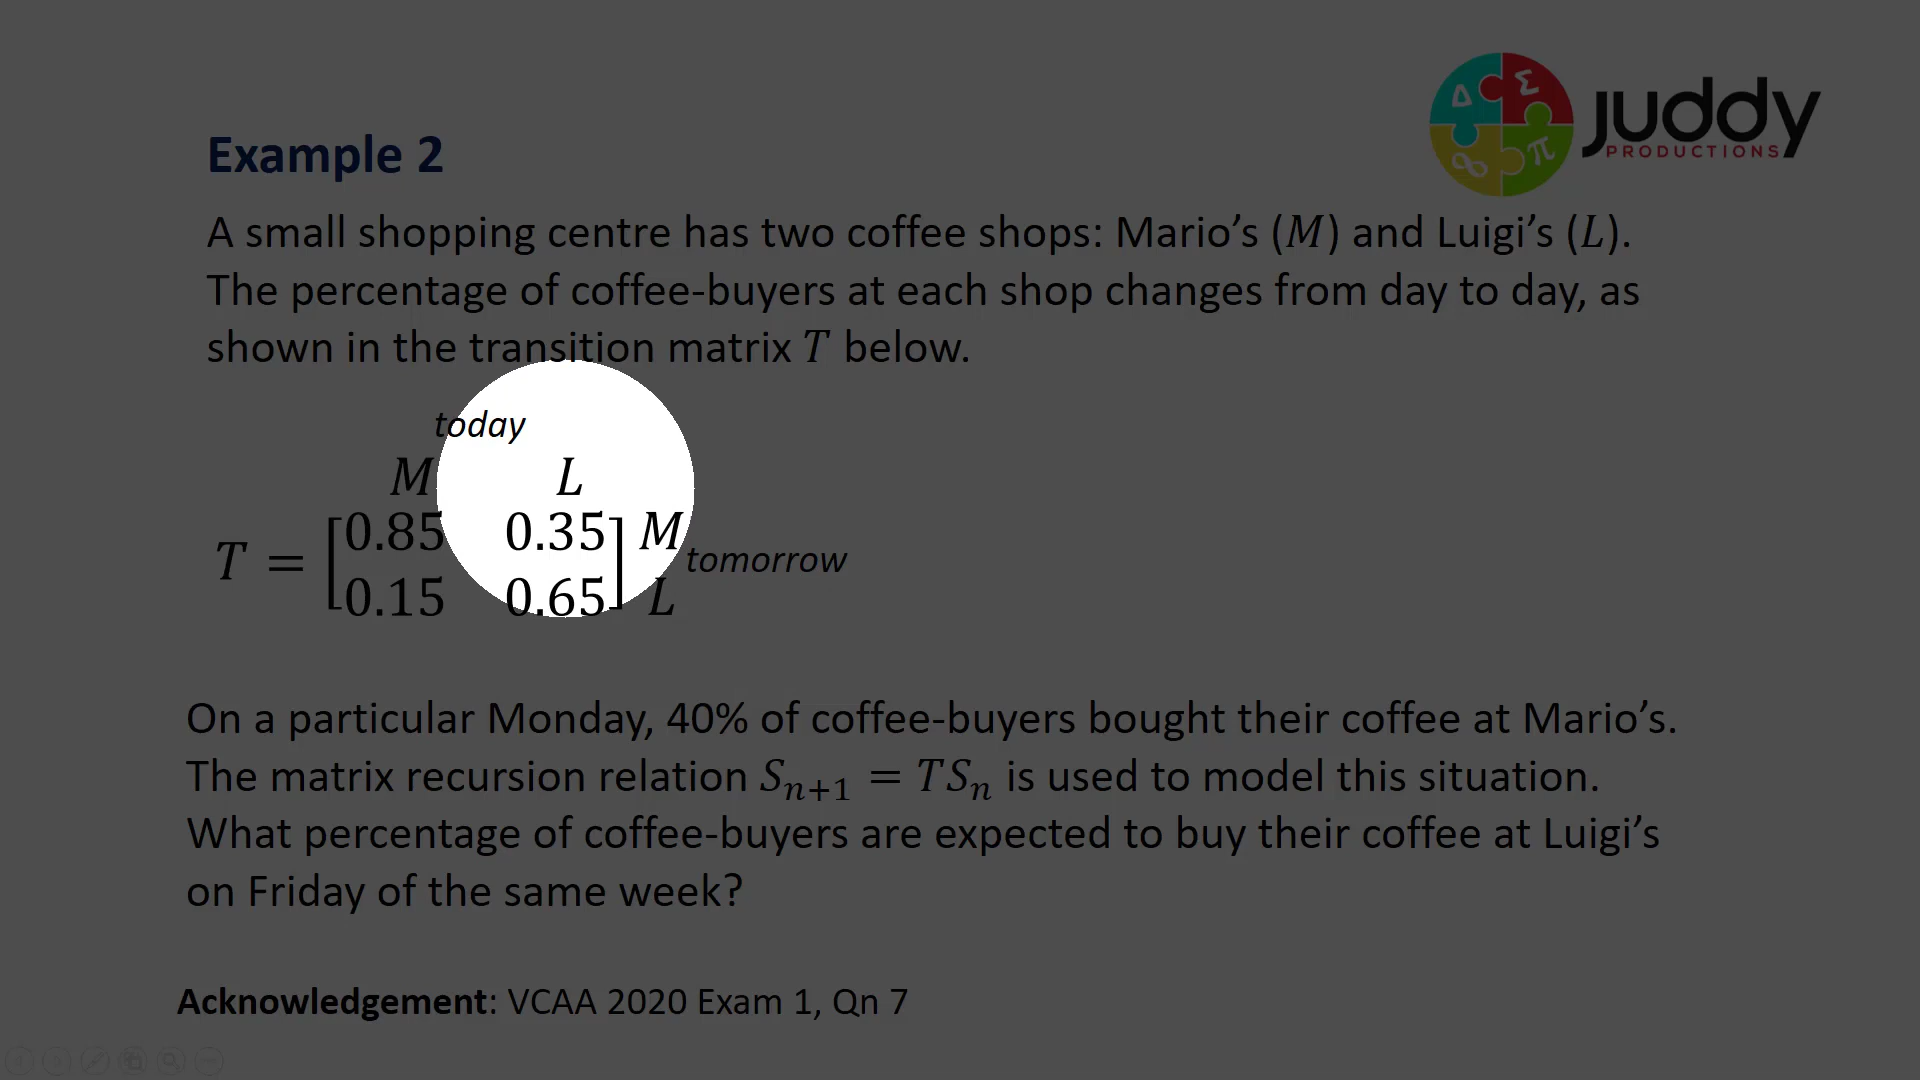 Δ Σ ∞ π juddy
PRODUCTIONS
Example 2
A small shopping centre has two coffee shops: Mario’s (M) and Luigi’s (L).
The percentage of coffee-buyers at each shop changes from day to day, as
shown in the transition matrix T below.
today
M L
T = [0.85 0.35] M
tomorrow
[0.15 0.65] L
On a particular Monday, 40% of coffee-buyers bought their coffee at Mario’s.
The matrix recursion relation Sₙ₊₁ = TSₙ is used to model this situation.
What percentage of coffee-buyers are expected to buy their coffee at Luigi’s
on Friday of the same week?
Acknowledgement: VCAA 2020 Exam 1, Qn 7